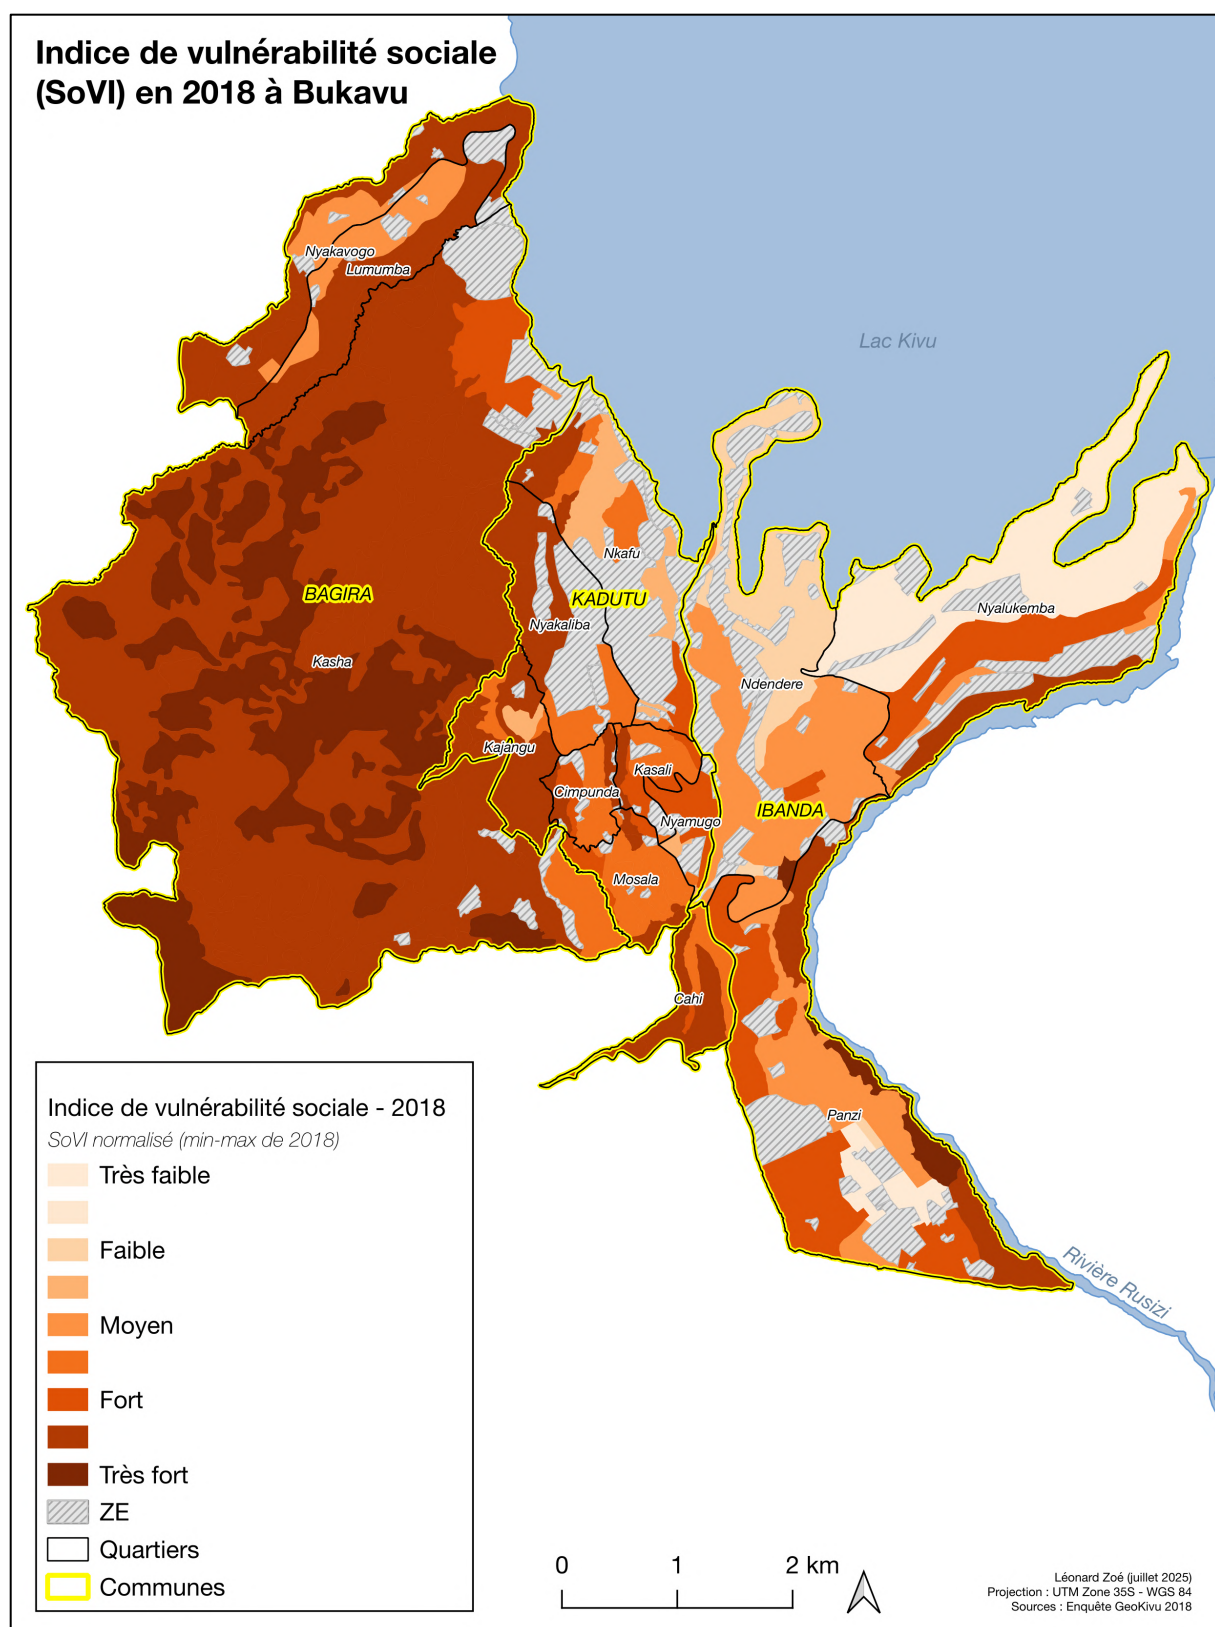 Indice de vulnérabilité sociale
(SoVI) en 2018 à Bukavu
Nyakavogo
Lumumba
Lac Kivu
Nkafu
BAGIRA
KADUTU
Nyalukemba
Nyakaliba
Kasha
Ndendere
Kajangu
Kasali
Cimpunda
IBANDA
Nyamugo
Mosala
Cahi
Panzi
Rivière Rusizi
Indice de vulnérabilité sociale - 2018
SoVI normalisé (min-max de 2018)
Très faible
Faible
Moyen
Fort
Très fort
ZE
Quartiers
Communes
0 1 2 km
Léonard Zoé (juillet 2025)
Projection : UTM Zone 35S - WGS 84
Sources : Enquête GeoKivu 2018